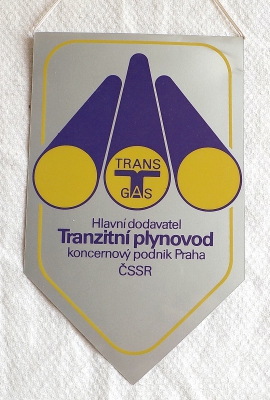 TRANS
GAS
Hlavní dodavatel
Tranzitní plynovod
koncernový podnik Praha
ČSSR